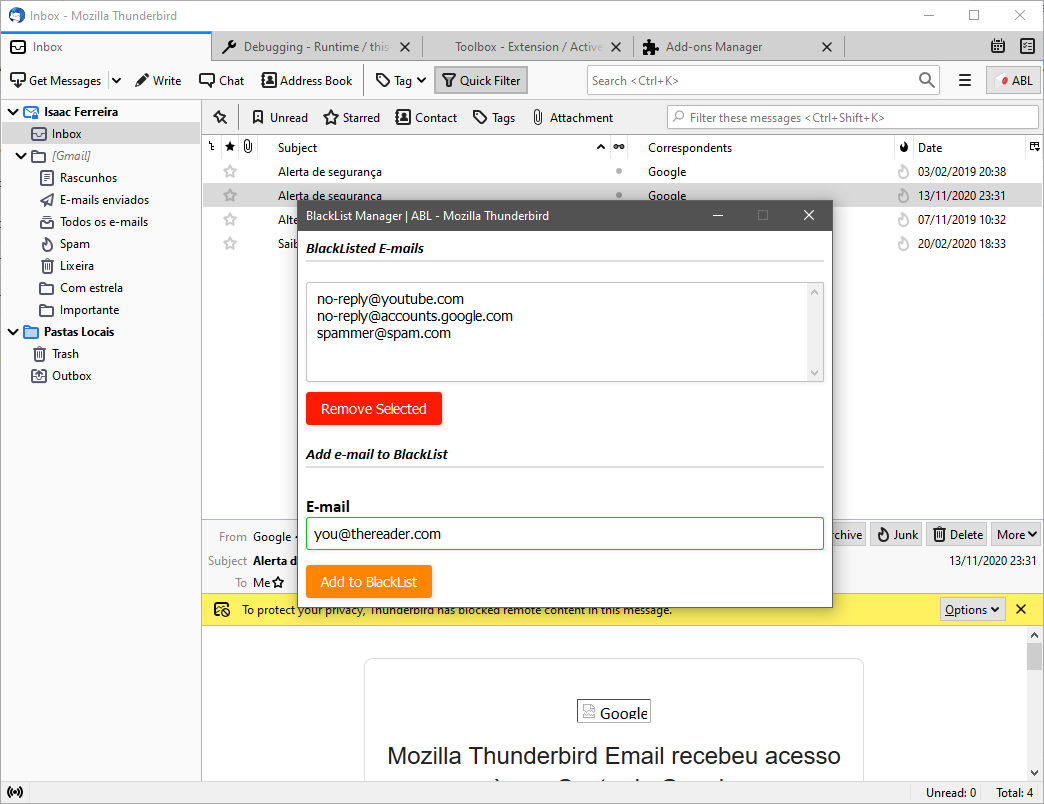 Inbox - Mozilla Thunderbird
Inbox
Debugging - Runtime / this
Toolbox - Extension / Active
Add-ons Manager
Get Messages
Write
Chat
Address Book
Tag
Quick Filter
Search <Ctrl+K>
ABL
Isaac Ferreira
Inbox
[Gmail]
Rascunhos
E-mails enviados
Todos os e-mails
Spam
Lixeira
Com estrela
Importante
Pastas Locais
Trash
Outbox
Unread
Starred
Contact
Tags
Attachment
Filter these messages <Ctrl+Shift+K>
Subject
Correspondents
Date
Alerta de segurança
Google
03/02/2019 20:38
Alerta de segurança
Google
13/11/2020 23:31
Alte
07/11/2019 10:32
Saib
20/02/2020 18:33
BlackList Manager | ABL - Mozilla Thunderbird
BlackListed E-mails
no-reply@youtube.com
no-reply@accounts.google.com
spammer@spam.com
Remove Selected
Add e-mail to BlackList
E-mail
you@thereader.com
Add to BlackList
From Google
chive
Junk
Delete
More
Subject Alerta d
13/11/2020 23:31
To Me
To protect your privacy, Thunderbird has blocked remote content in this message.
Options
Google
Mozilla Thunderbird Email recebeu acesso
Unread: 0
Total: 4